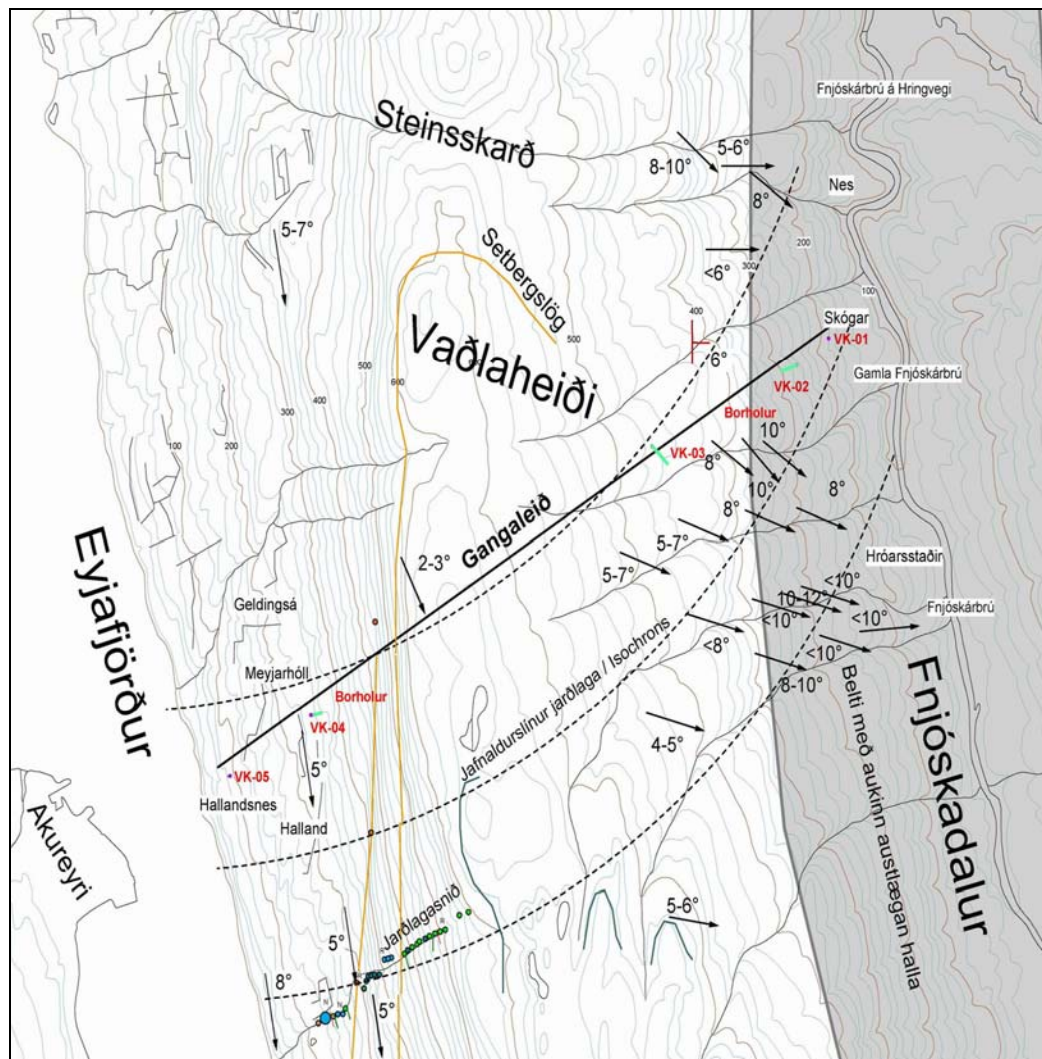 Fnjóskárbrú á Hringvegi
Steinsskarð
5-6°
8-10°
Nes
8°
5-7°
200
Setbergslög
<6°
300
100
400
Skógar
500
VK-01
Vaðlaheiði
6°
500
Gamla Fnjóskárbrú
600
VK-02
300
400
Borholur
10°
100
200
VK-03
8°
10°
8°
8°
Gangaleið
Eyjafjörður
5-7°
Hróarsstaðir
2-3°
5-7°
<10°
Geldingsá
10-12°
Fnjóskárbrú
<10°
<10°
<8°
<10°
Meyjarhóll
8-10°
Borholur
Jafnaldurslínur jarðlaga / Isochrons
VK-04
Belti með aukinn austlægan halla
Fnjóskadalur
4-5°
5°
VK-05
Hallandsnes
Halland
Akureyri
5-6°
Jarðlagasnið
R
5°
R
8°
5°
N
N